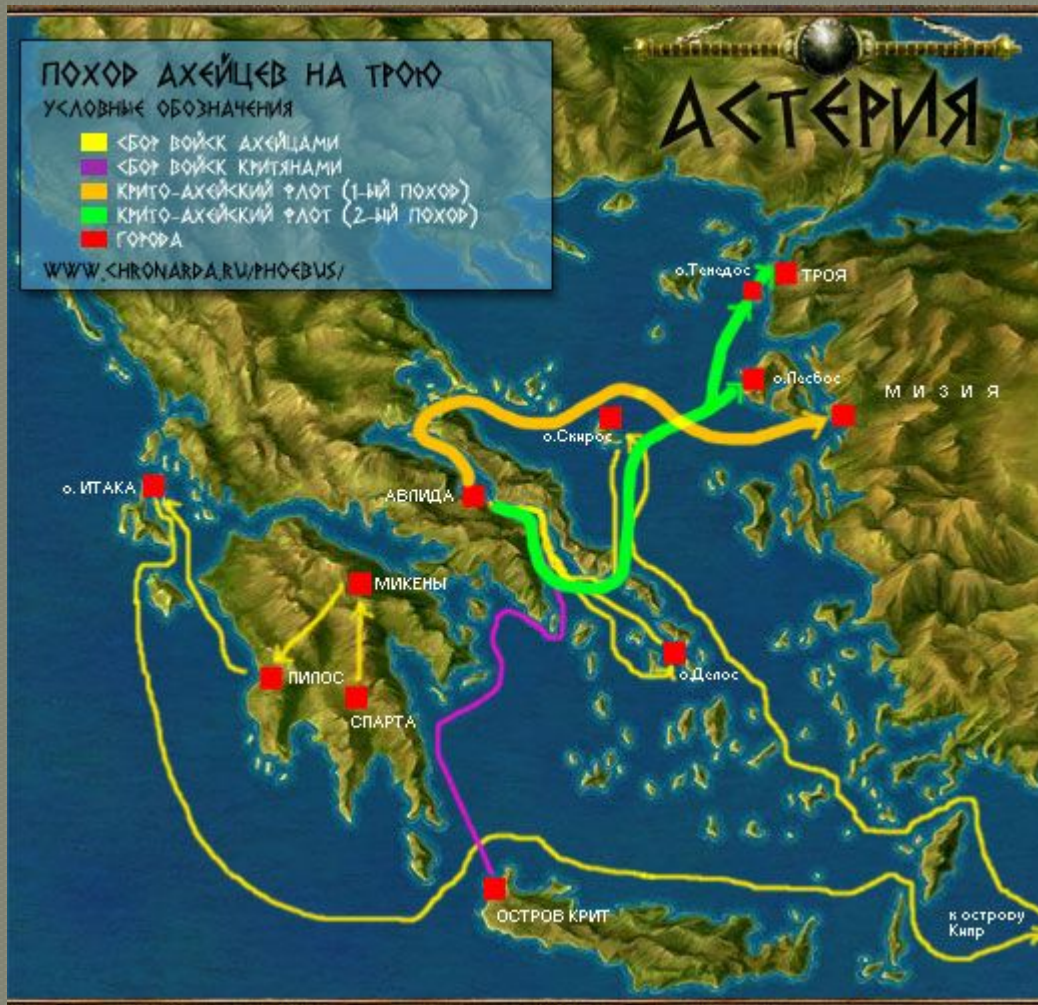 ПОХОД АХЕЙЦЕВ НА ТРОЮ
УСЛОВНЫЕ ОБОЗНАЧЕНИЯ
СБОР ВОЙСК АХЕЙЦАМИ
СБОР ВОЙСК КРИТЯНАМИ
КРИТО-АХЕЙСКИЙ ФЛОТ (1-ЫЙ ПОХОД)
КРИТО-АХЕЙСКИЙ ФЛОТ (2-ЫЙ ПОХОД)
ГОРОДА
WWW.CHRONARDA.RU/PHOEBUS/
АСТЕРИЯ
о.Тенедос
ТРОЯ
о.Лесбос
МИЗИЯ
о.Скирос
о. ИТАКА
АВЛИДА
МИКЕНЫ
ПИЛОС
о.Делос
СПАРТА
ОСТРОВ КРИТ
к острову
Кипр